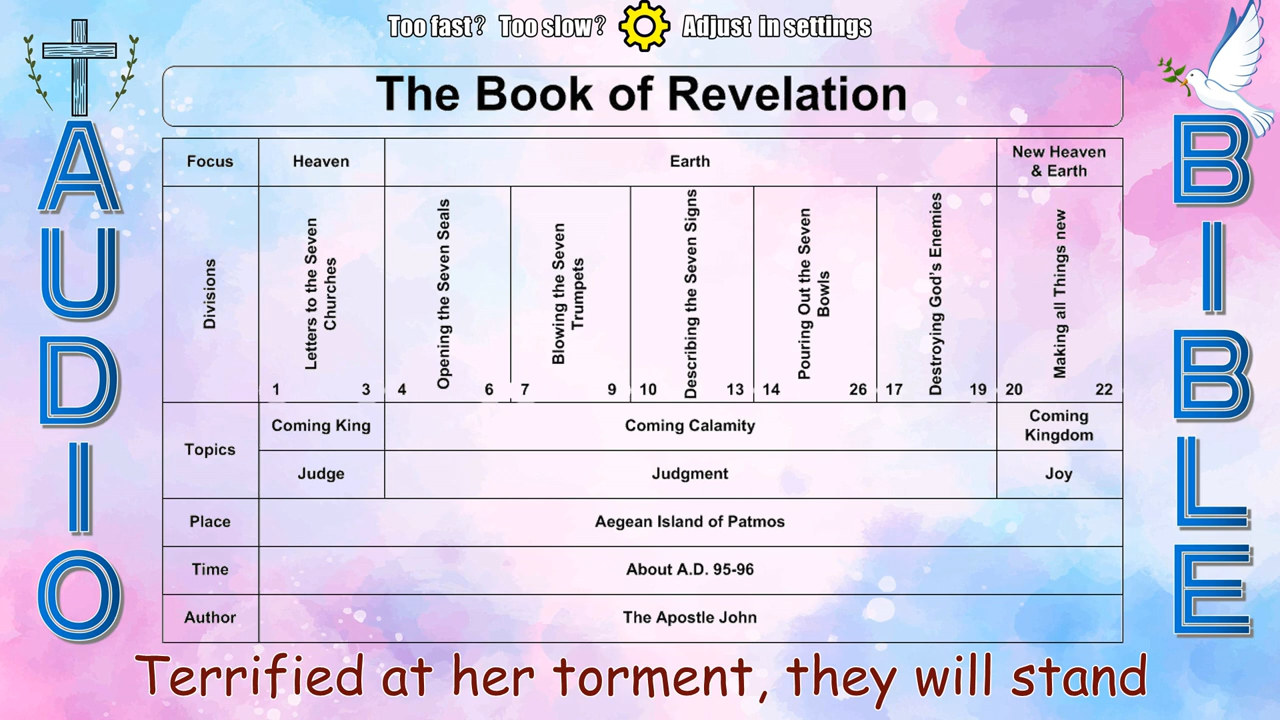 Too fast? Too slow? Adjust in settings
The Book of Revelation
Focus
Heaven
Earth
New Heaven
& Earth
Divisions
Letters to the Seven
Churches
1 3
Opening the Seven Seals
4 6
Blowing the Seven
Trumpets
7 9
Describing the Seven Signs
10 13
Pouring Out the Seven
Bowls
14 26
Destroying God's Enemies
17 19
Making all Things new
20 22
Topics
Coming King
Coming Calamity
Coming
Kingdom
Judge
Judgment
Joy
Place
Aegean Island of Patmos
Time
About A.D. 95-96
Author
The Apostle John
AUDIO
BIBLE
Terrified at her torment, they will stand